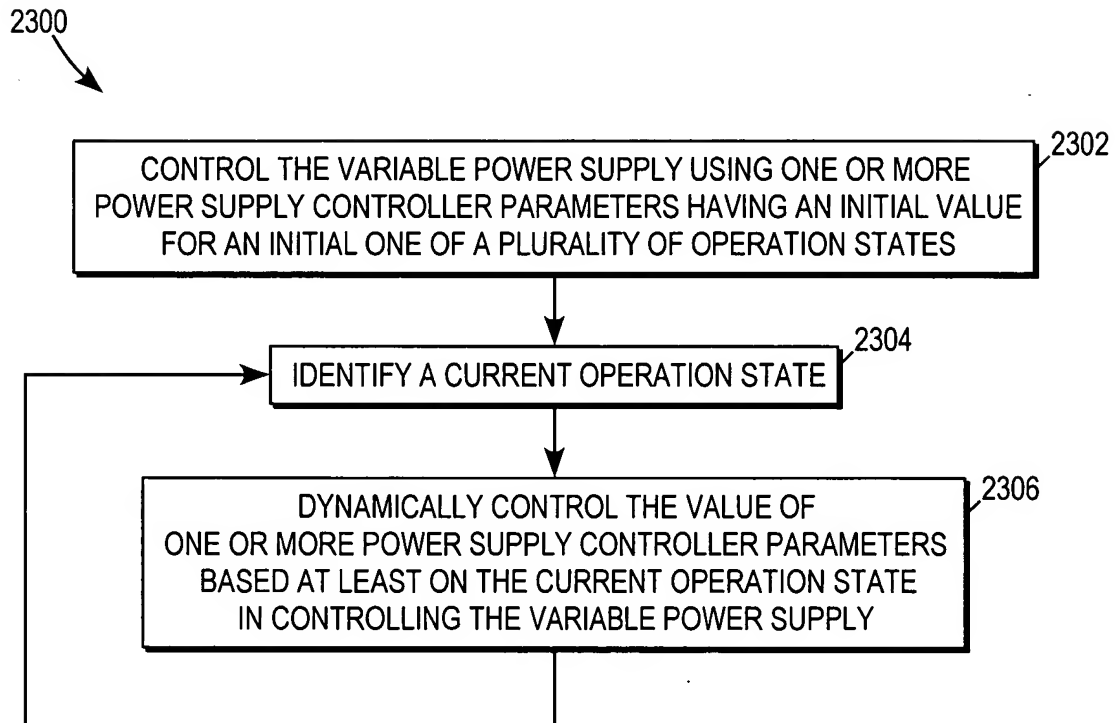 2300
2302
CONTROL THE VARIABLE POWER SUPPLY USING ONE OR MORE
POWER SUPPLY CONTROLLER PARAMETERS HAVING AN INITIAL VALUE
FOR AN INITIAL ONE OF A PLURALITY OF OPERATION STATES
2304
IDENTIFY A CURRENT OPERATION STATE
2306
DYNAMICALLY CONTROL THE VALUE OF
ONE OR MORE POWER SUPPLY CONTROLLER PARAMETERS
BASED AT LEAST ON THE CURRENT OPERATION STATE
IN CONTROLLING THE VARIABLE POWER SUPPLY